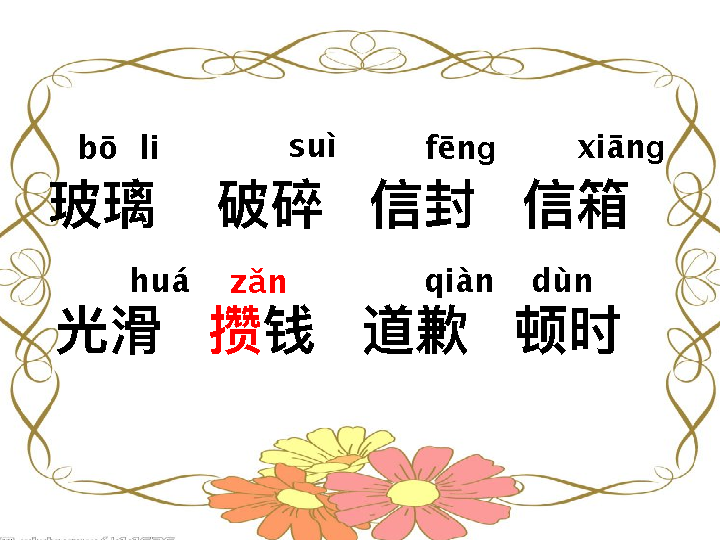 bō li suì fēng xiāng
玻璃 破碎 信封 信箱
huá zǎn qiàn dùn
光滑 攒钱 道歉 顿时